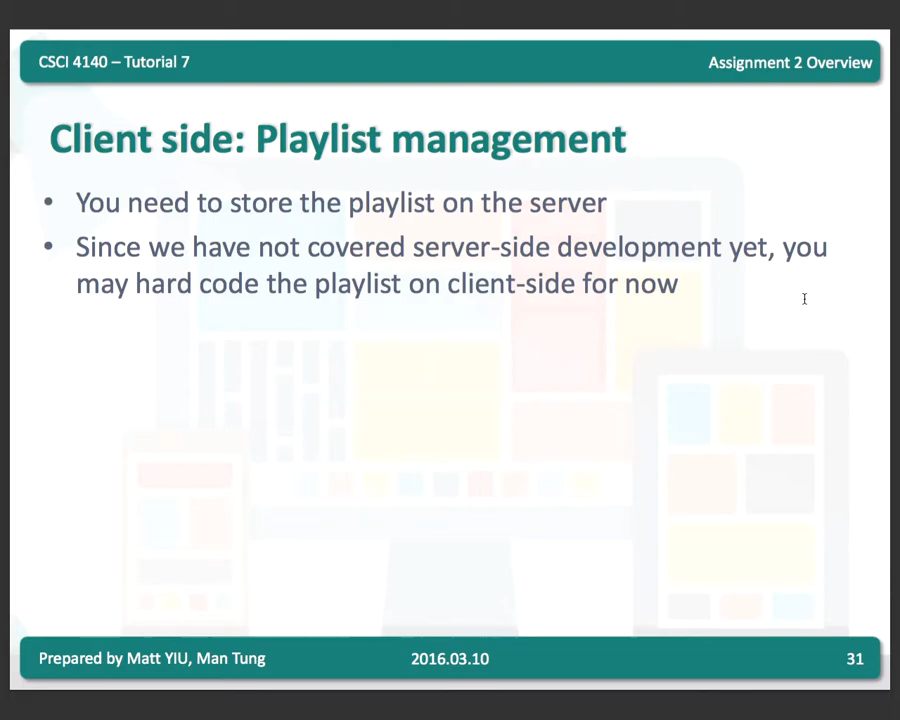 CSCI 4140 – Tutorial 7
Assignment 2 Overview
Client side: Playlist management
• You need to store the playlist on the server
• Since we have not covered server-side development yet, you
may hard code the playlist on client-side for now
Prepared by Matt YIU, Man Tung
2016.03.10
31